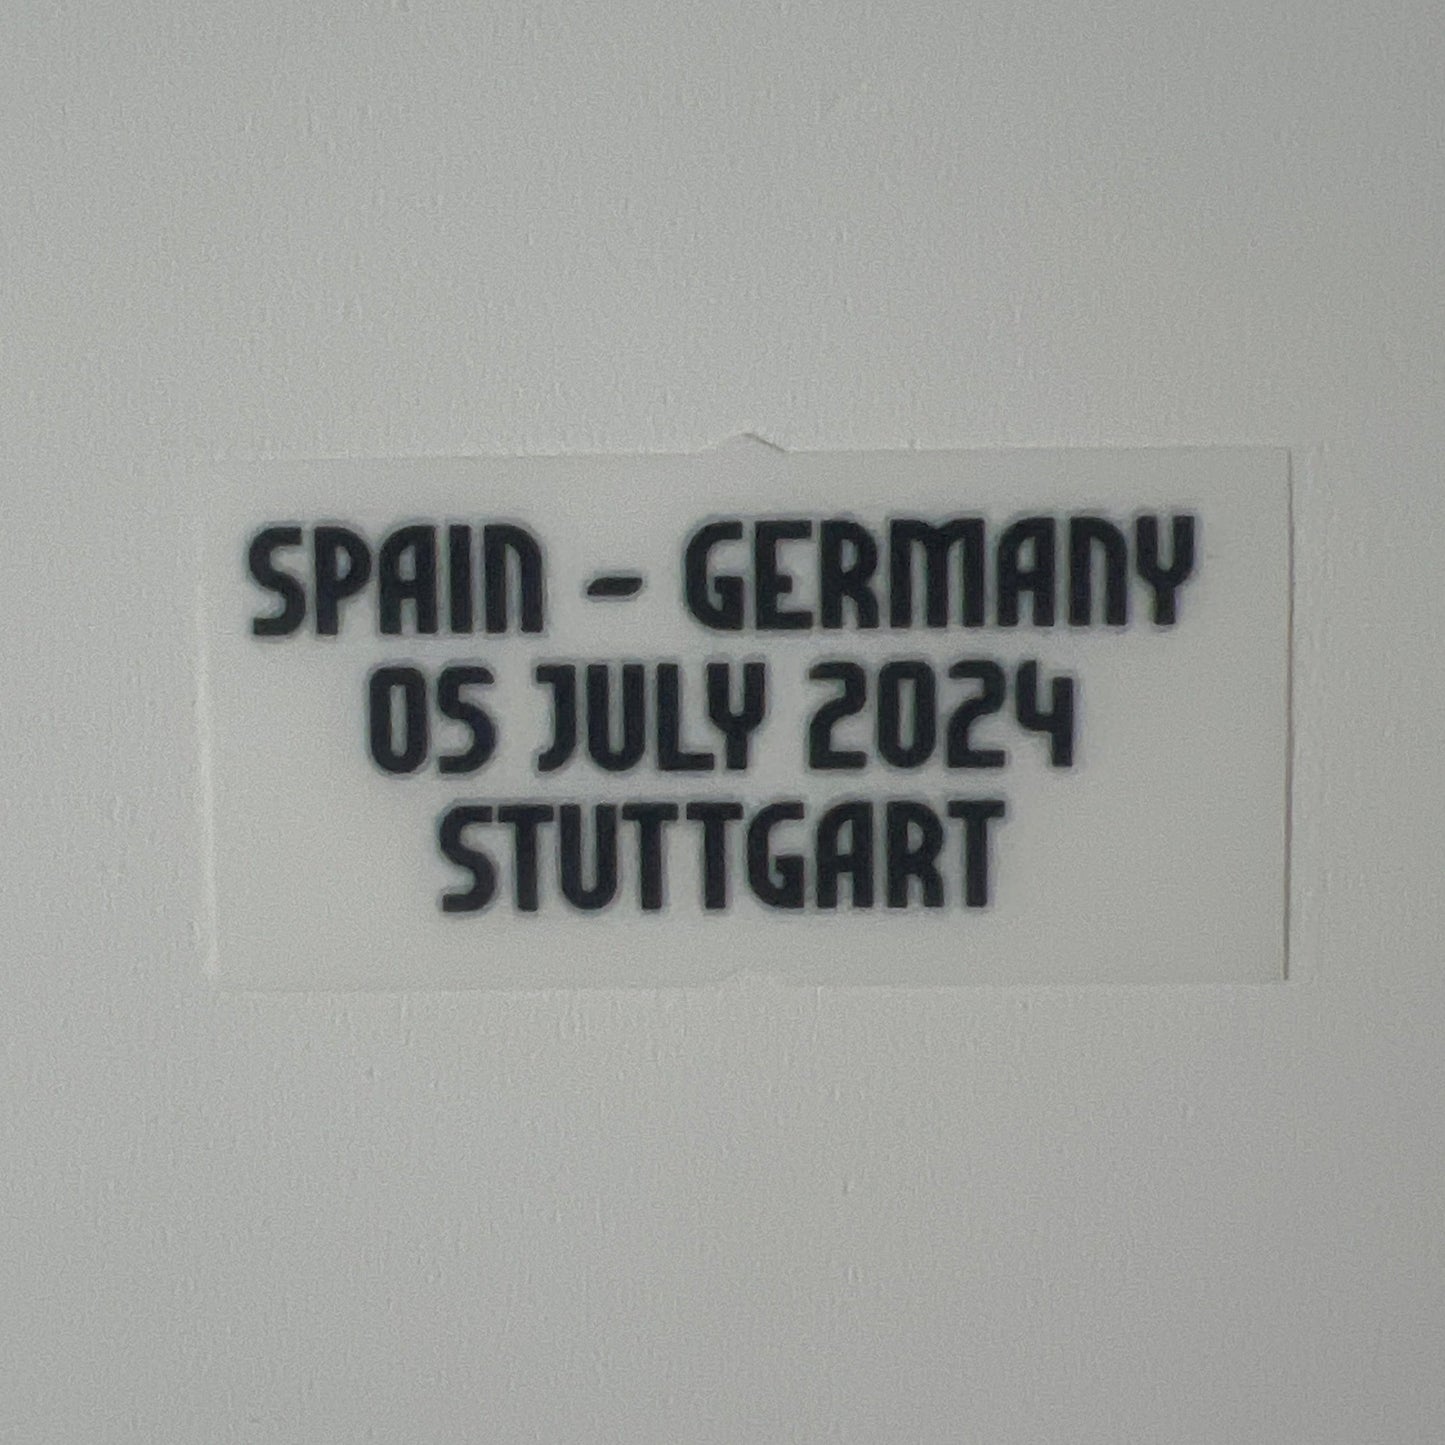 SPAIN - GERMANY
05 JULY 2024
STUTTGART